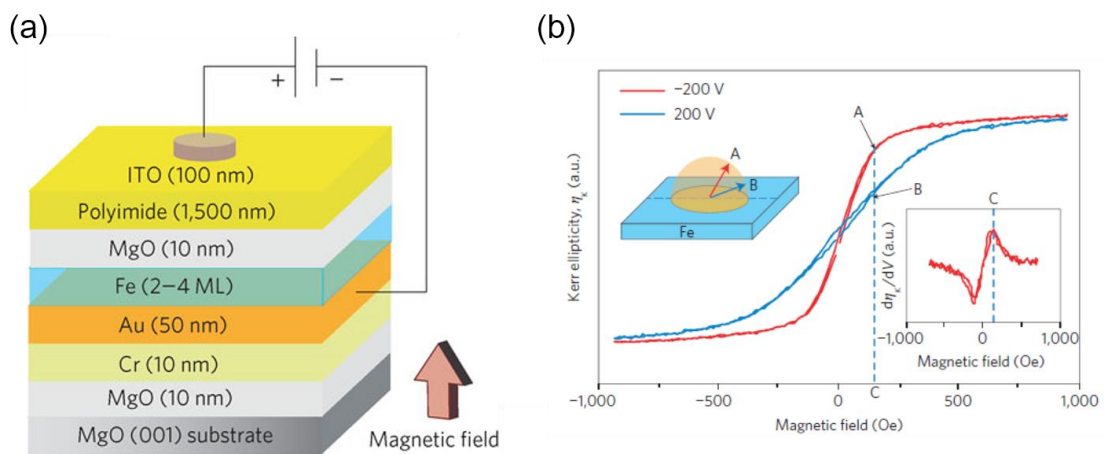 (a)
+ −
ITO (100 nm)
Polyimide (1,500 nm)
MgO (10 nm)
Fe (2–4 ML)
Au (50 nm)
Cr (10 nm)
MgO (10 nm)
MgO (001) substrate
Magnetic field
(b)
−200 V
200 V
A
B
A
B
Fe
Kerr ellipticity, ηK (a.u.)
C
dηK/dV (a.u.)
−1,000 0 1,000
Magnetic field (Oe)
C
−1,000 −500 0 500 1,000
Magnetic field (Oe)